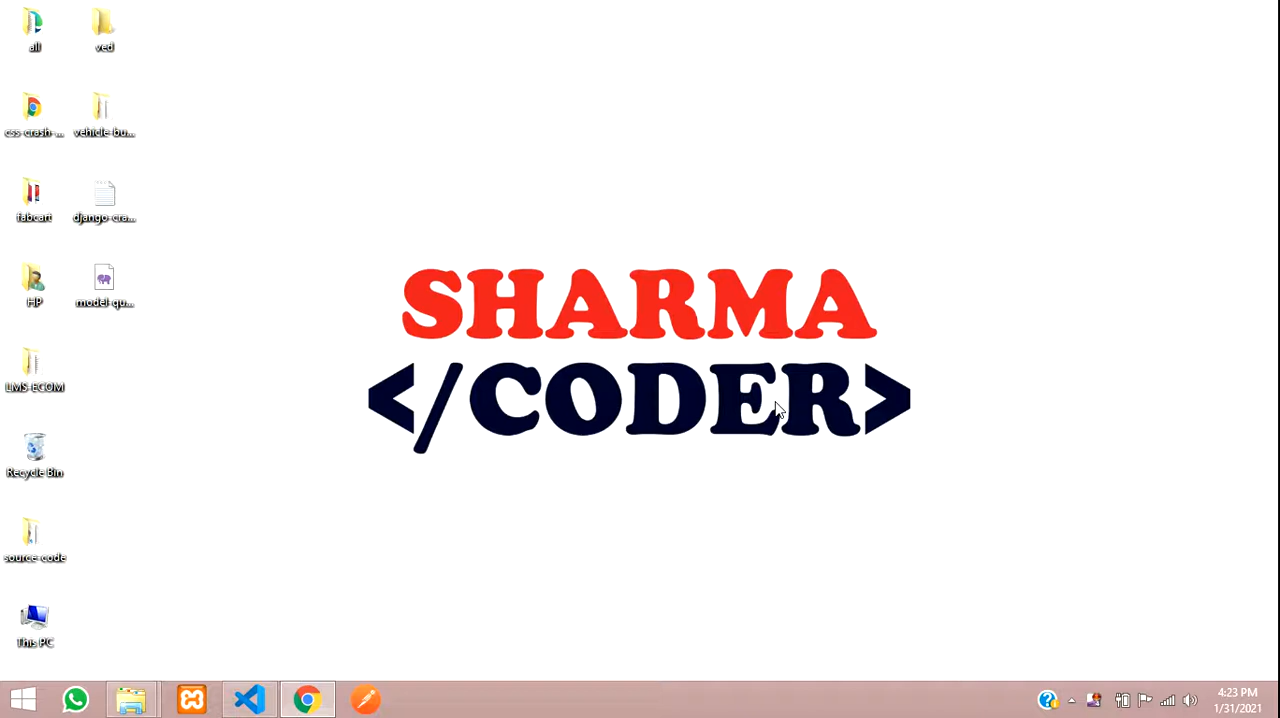 all
ved
css-crash-...
vehicle-bu...
fabcart
django-cra...
HP
model-qu...
LMS-ECOM
Recycle Bin
source-code
This PC
SHARMA
</CODER>
4:23 PM
1/31/2021